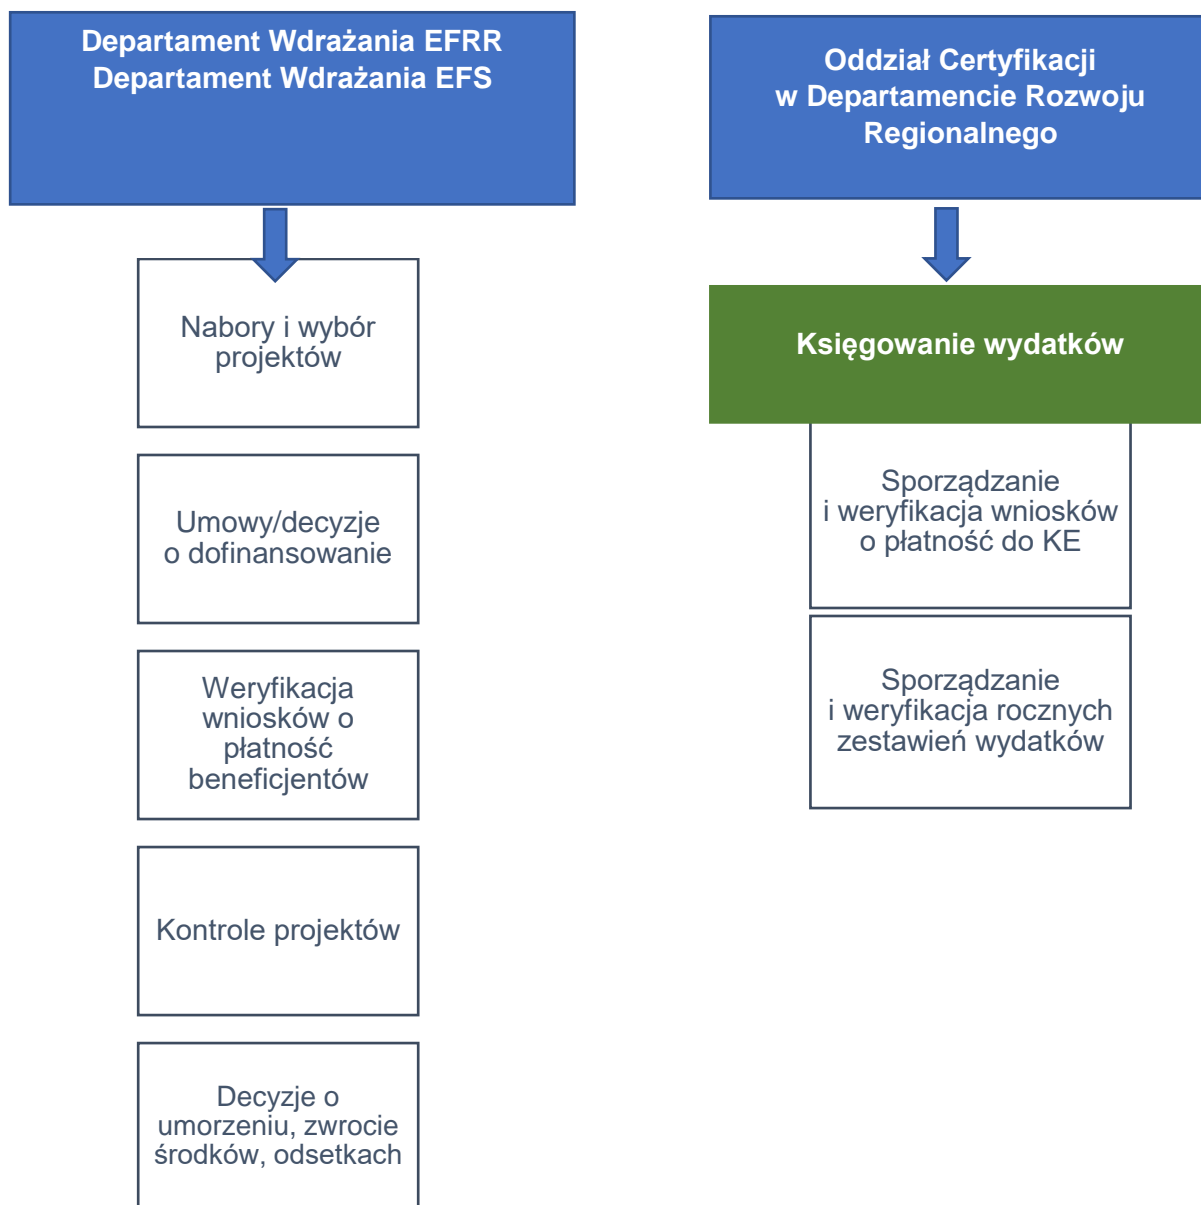 Departament Wdrażania EFRR
Departament Wdrażania EFS
Nabory i wybór
projektów
Umowy/decyzje
o dofinansowanie
Weryfikacja
wniosków o
płatność
beneficjentów
Kontrole projektów
Decyzje o
umorzeniu, zwrocie
środków, odsetkach
Oddział Certyfikacji
w Departamencie Rozwoju
Regionalnego
Księgowanie wydatków
Sporządzanie
i weryfikacja wniosków
o płatność do KE
Sporządzanie
i weryfikacja rocznych
zestawień wydatków